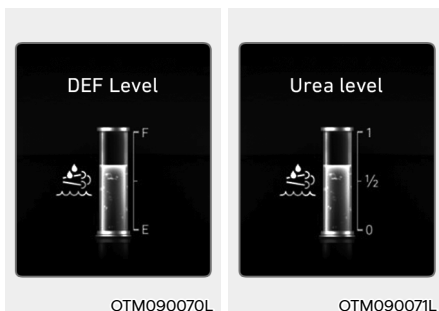 DEF Level
F
E
OTM090070L
Urea level
1
½
0
OTM090071L